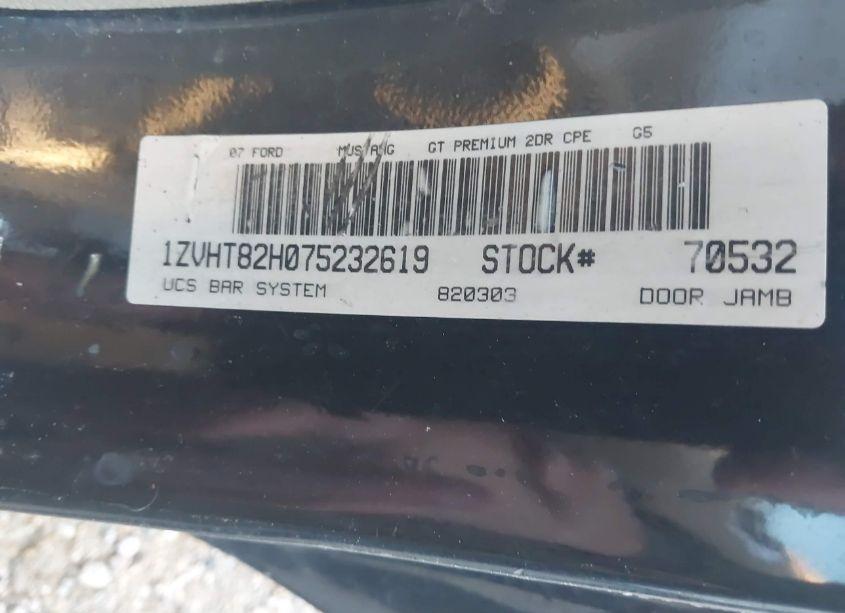 07 FORD MUSTANG GT PREMIUM 2DR CPE G5
1ZVHT82H075232619 STOCK# 70532
UCS BAR SYSTEM 820303 DOOR JAMB